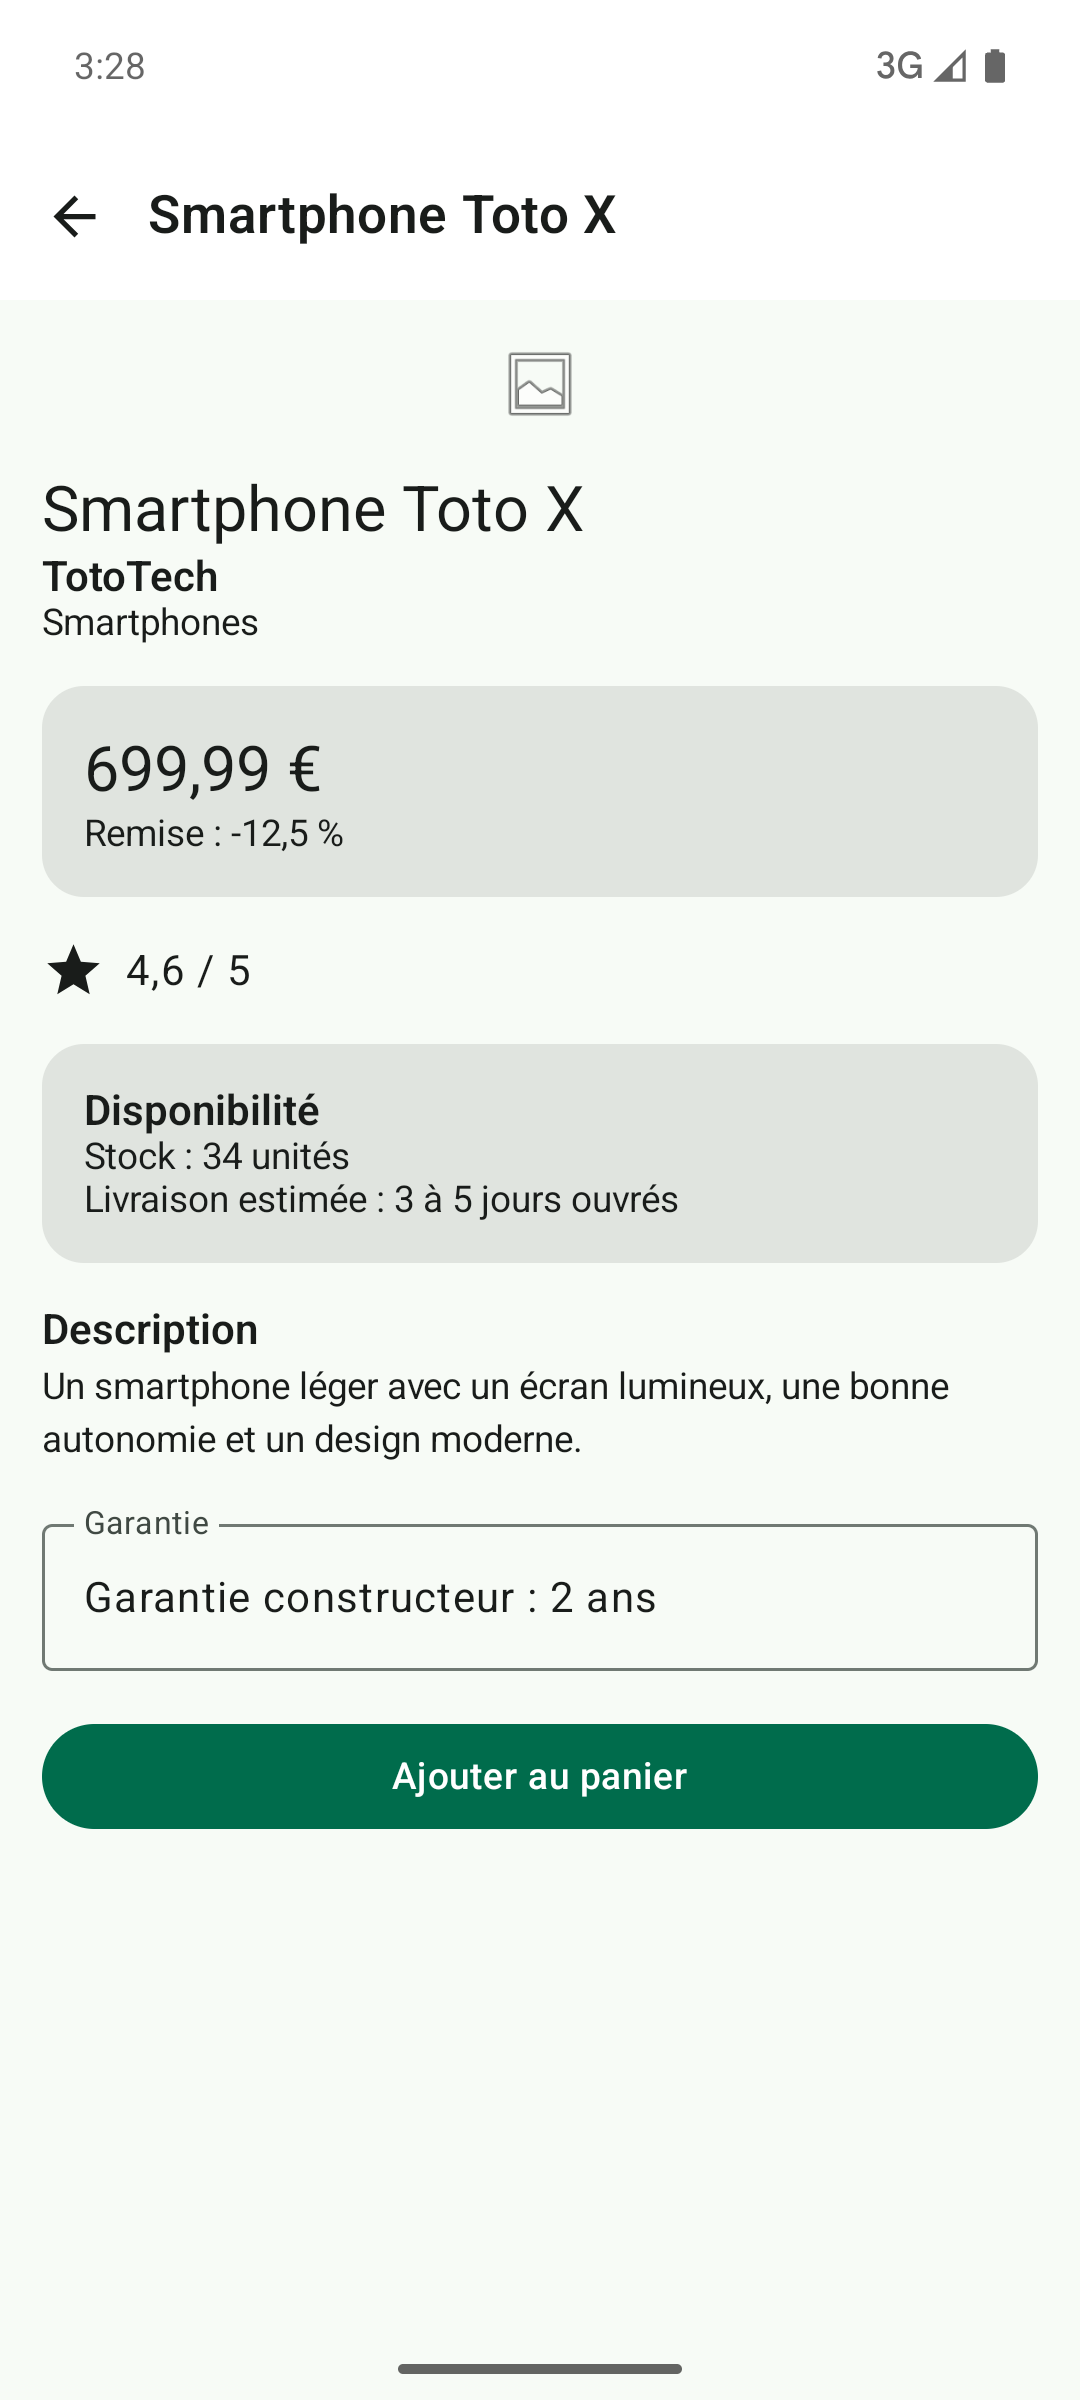 3:28
3G
Smartphone Toto X
Smartphone Toto X
TotoTech
Smartphones
699,99 €
Remise : -12,5 %
4,6 / 5
Disponibilité
Stock : 34 unités
Livraison estimée : 3 à 5 jours ouvrés
Description
Un smartphone léger avec un écran lumineux, une bonne
autonomie et un design moderne.
Garantie
Garantie constructeur : 2 ans
Ajouter au panier